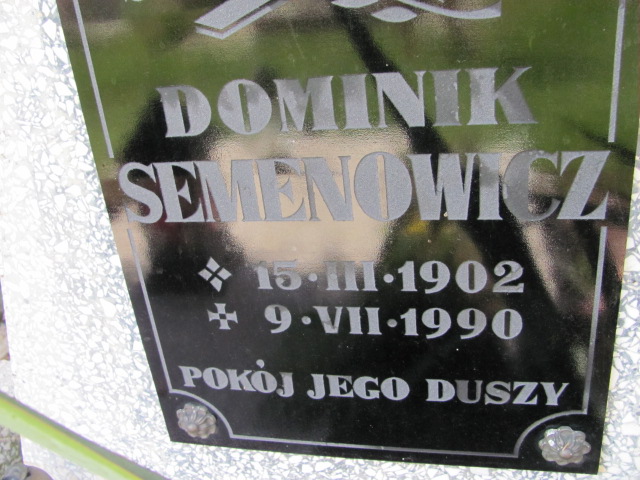 DOMINIK
SEMENOWICZ
15·III·1902
9·VII·1990
POKÓJ JEGO DUSZY